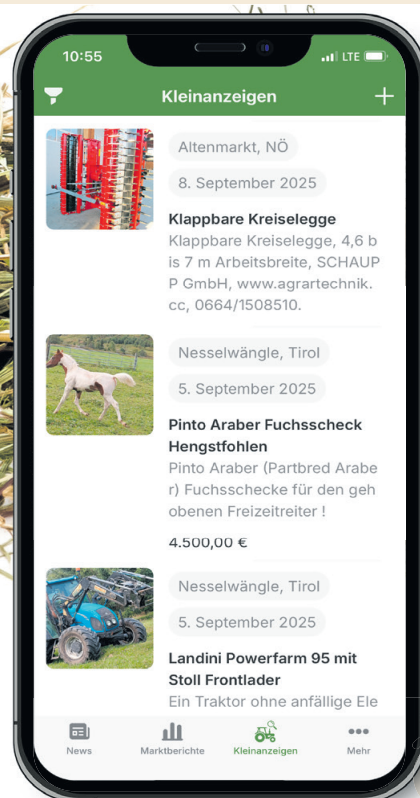 10:55
LTE
Kleinanzeigen
Altenmarkt, NÖ
8. September 2025
Klappbare Kreiselegge
Klappbare Kreiselegge, 4,6 b
is 7 m Arbeitsbreite, SCHAUP
P GmbH, www.agrartechnik.
cc, 0664/1508510.
Nesselwängle, Tirol
5. September 2025
Pinto Araber Fuchsscheck
Hengstfohlen
Pinto Araber (Partbred Arabe
r) Fuchsschecke für den geh
obenen Freizeitreiter !
4.500,00 €
Nesselwängle, Tirol
5. September 2025
Landini Powerfarm 95 mit
Stoll Frontlader
Ein Traktor ohne anfällige Ele
News
Marktberichte
Kleinanzeigen
Mehr